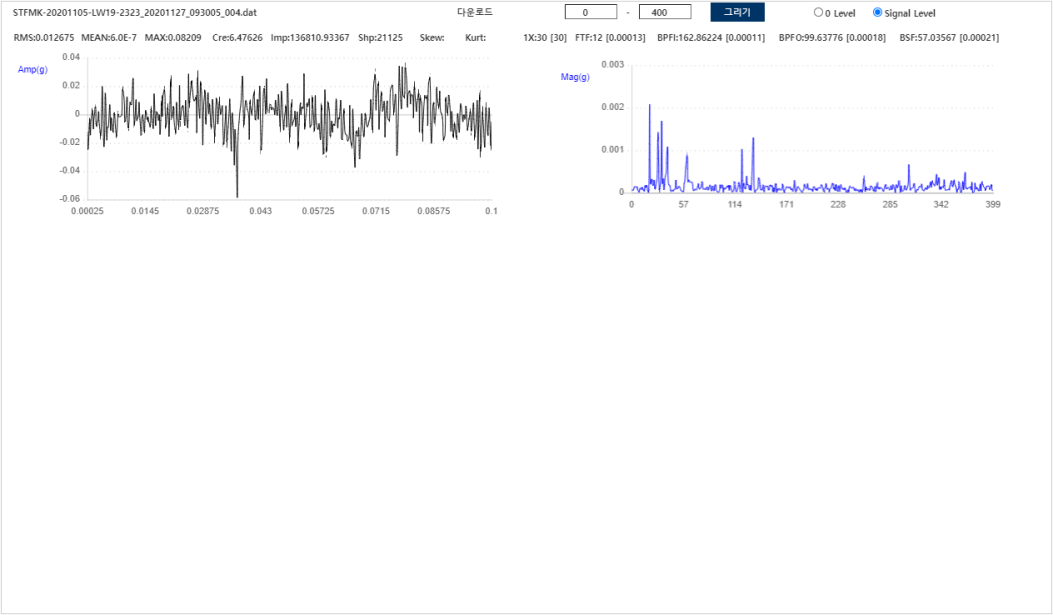 STFMK-20201105-LW19-2323_20201127_093005_004.dat 다운로드 0 - 400 그리기 0 Level Signal Level
RMS:0.012675 MEAN:6.0E-7 MAX:0.08209 Cre:6.47626 Imp:136810.93367 Shp:21125 Skew: Kurt: 1X:30 [30] FTF:12 [0.00013] BPFI:162.86224 [0.00011] BPFO:99.63776 [0.00018] BSF:57.03567 [0.00021]
Amp(g)
0.04
0.02
0
-0.02
-0.04
-0.06
0.00025 0.0145 0.02875 0.043 0.05725 0.0715 0.08575 0.1
Mag(g)
0.003
0.002
0.001
0
0 57 114 171 228 285 342 399